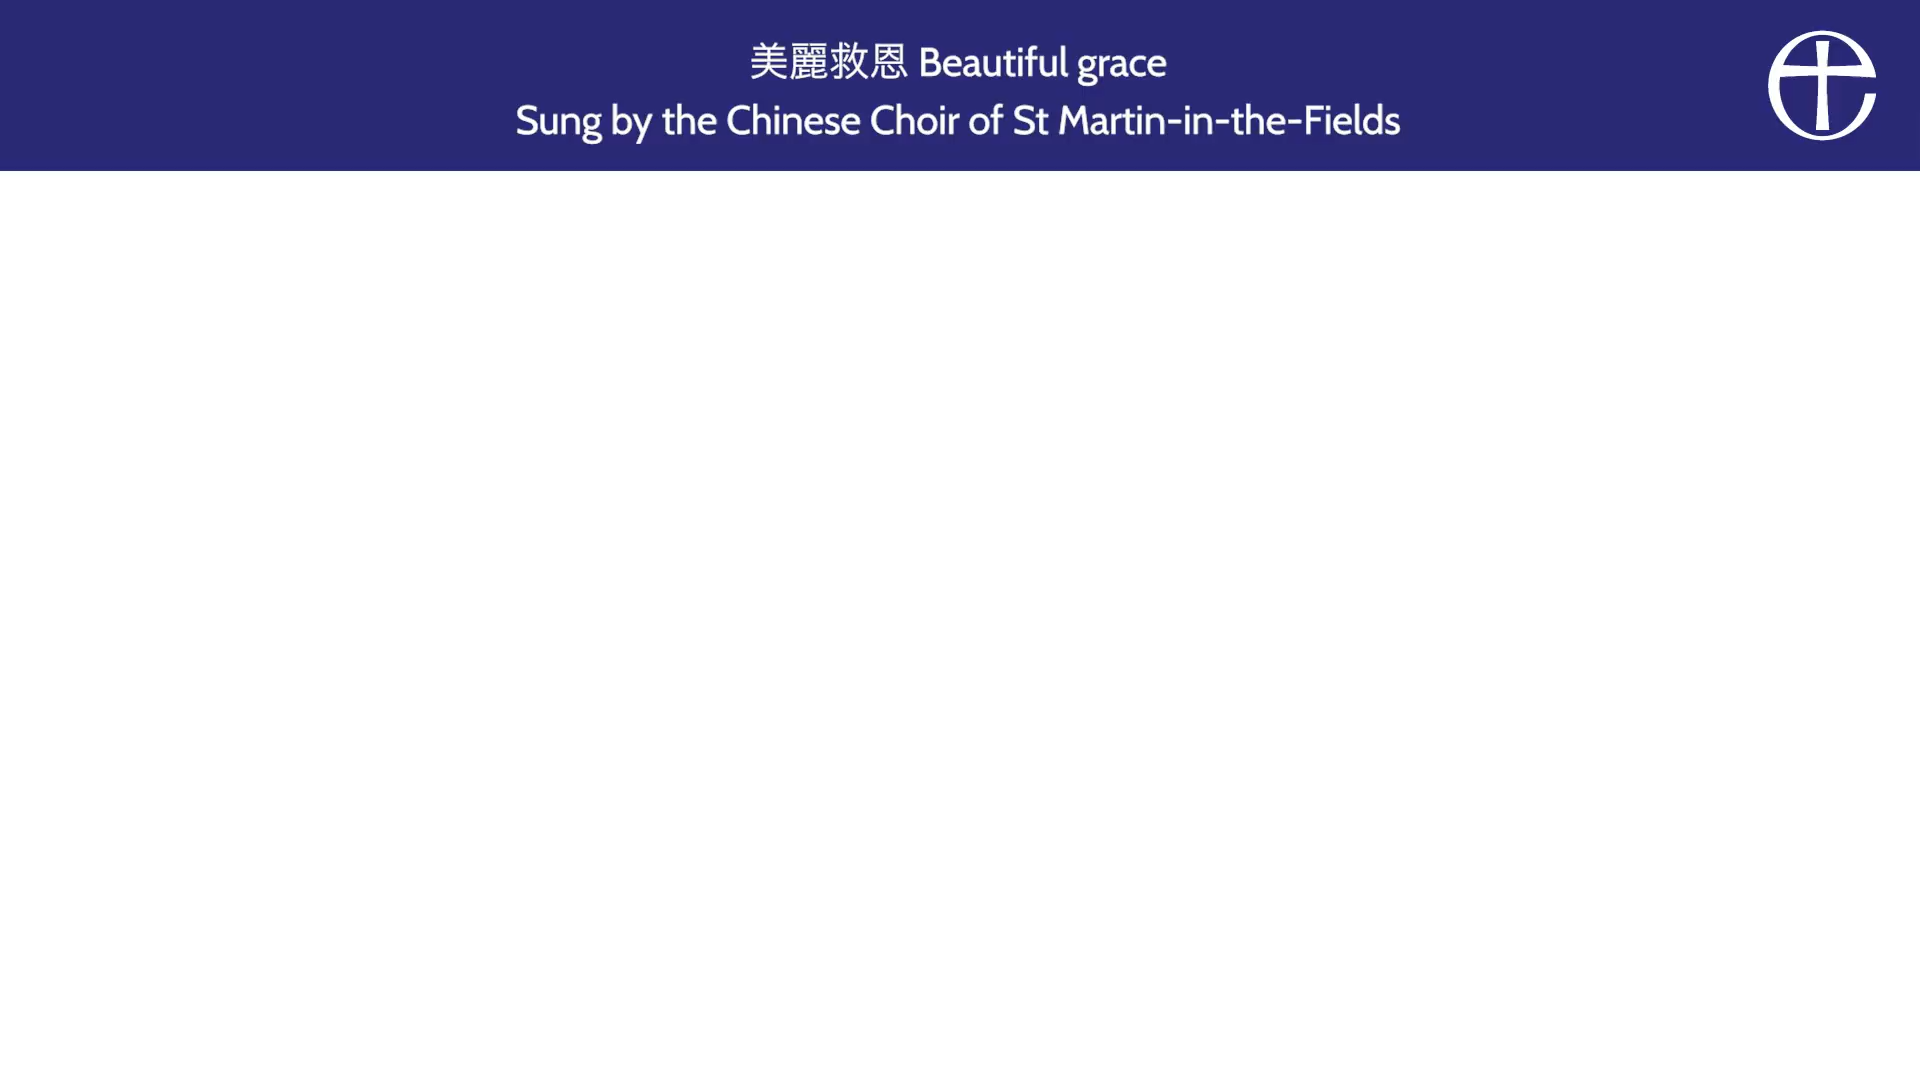 美麗救恩 Beautiful grace
Sung by the Chinese Choir of St Martin-in-the-Fields